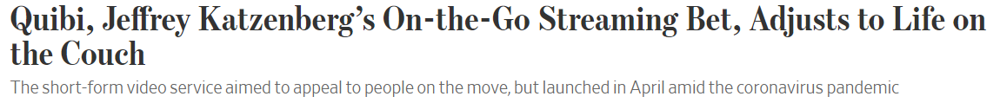 Quibi, Jeffrey Katzenberg’s On-the-Go Streaming Bet, Adjusts to Life on
the Couch
The short-form video service aimed to appeal to people on the move, but launched in April amid the coronavirus pandemic